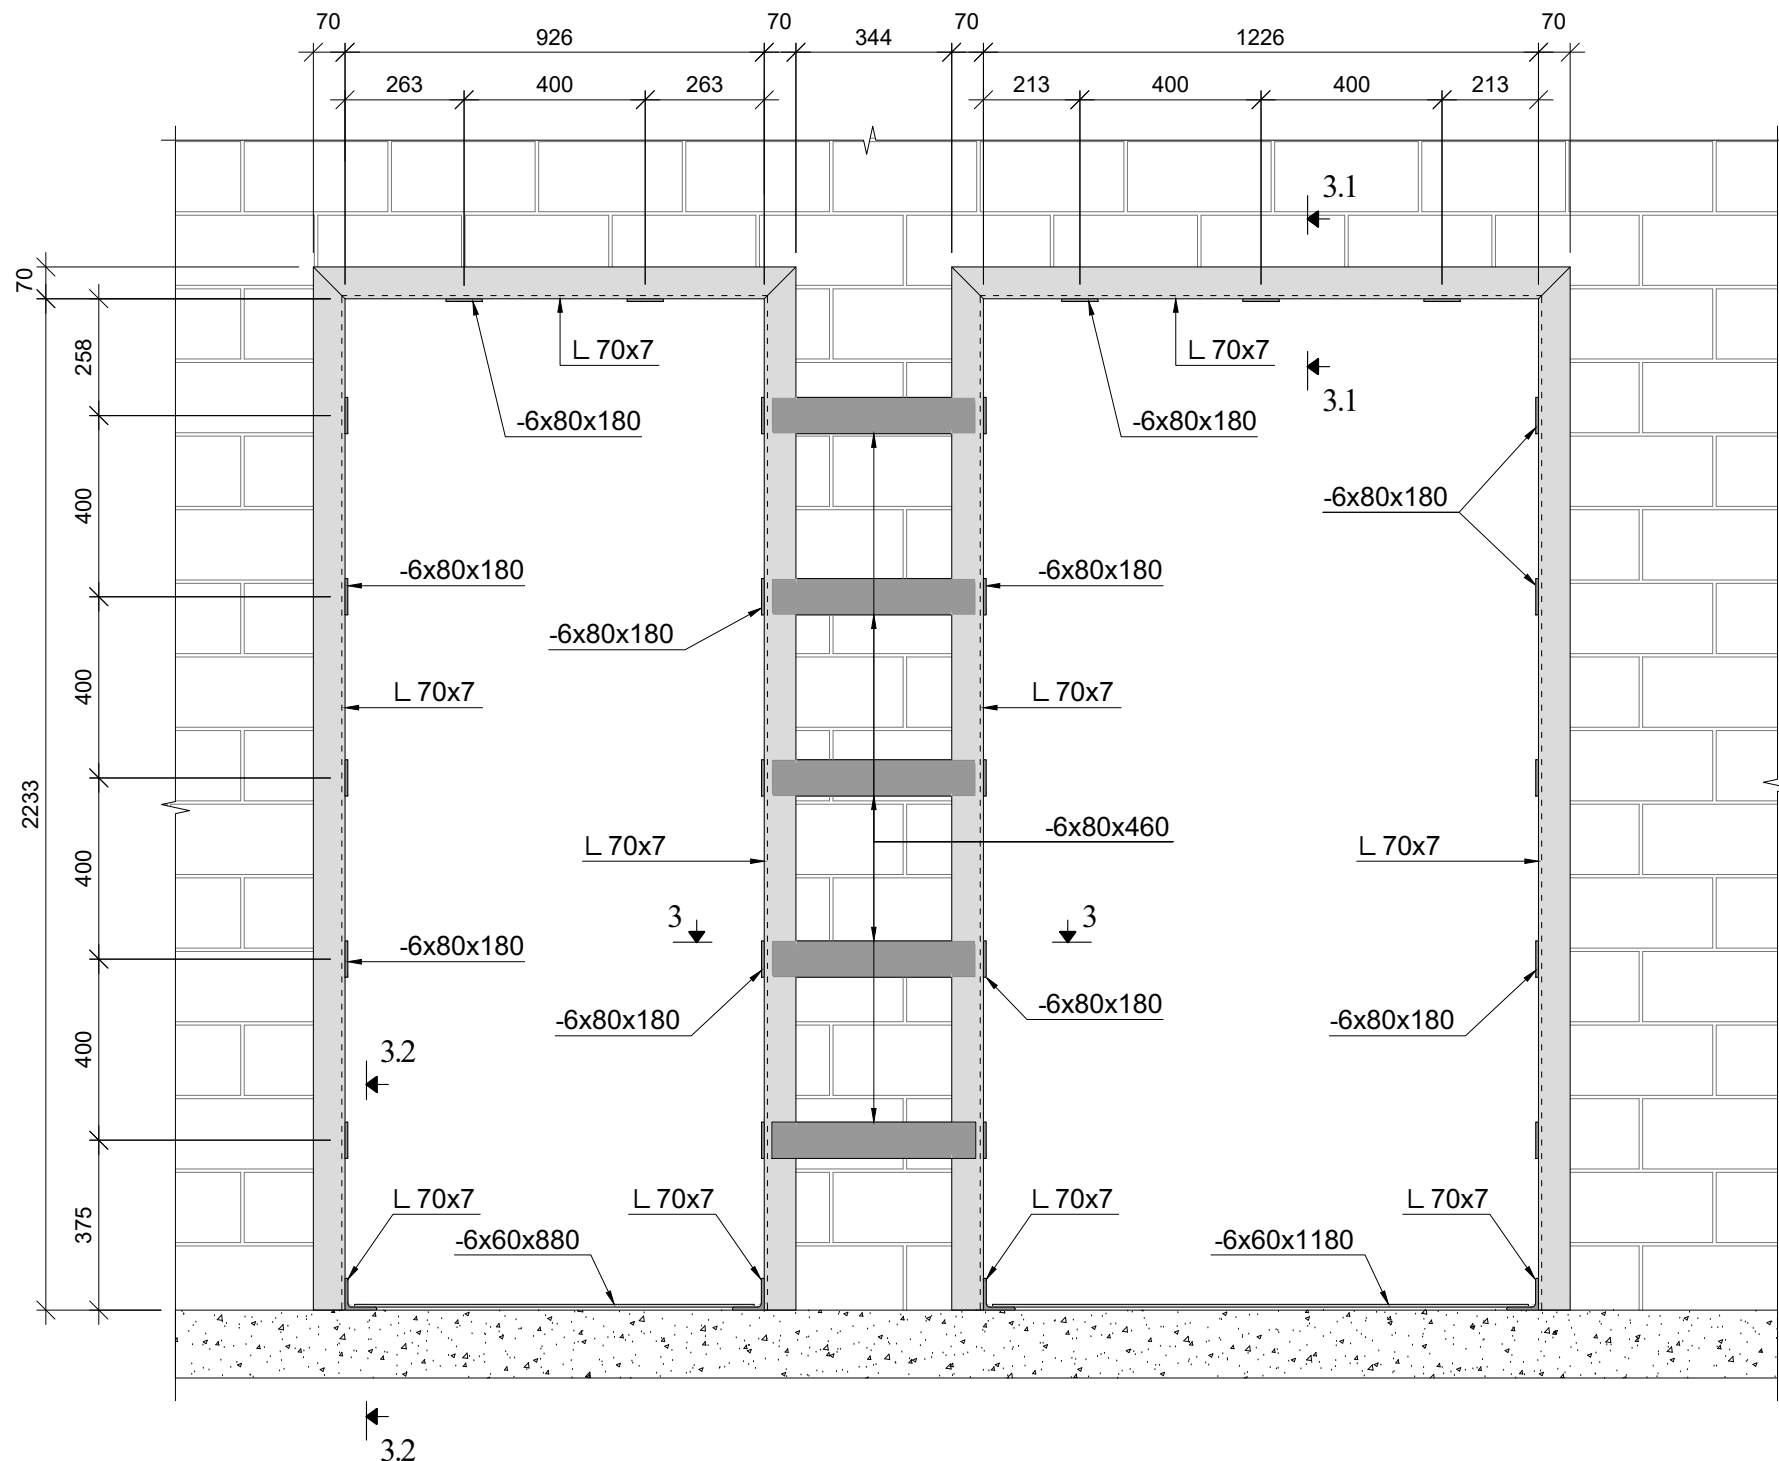 70 70 70 70
926 344 1226
263 400 263 213 400 400 213
3.1
70
258
∟ 70x7 ∟ 70x7
3.1
-6x80x180 -6x80x180
400
-6x80x180
-6x80x180 -6x80x180
-6x80x180
400
∟ 70x7 ∟ 70x7
2233
-6x80x460
∟ 70x7 ∟ 70x7
400
3 3
-6x80x180
-6x80x180 -6x80x180 -6x80x180
400
3.2
∟ 70x7 ∟ 70x7 ∟ 70x7 ∟ 70x7
375
-6x60x880 -6x60x1180
3.2